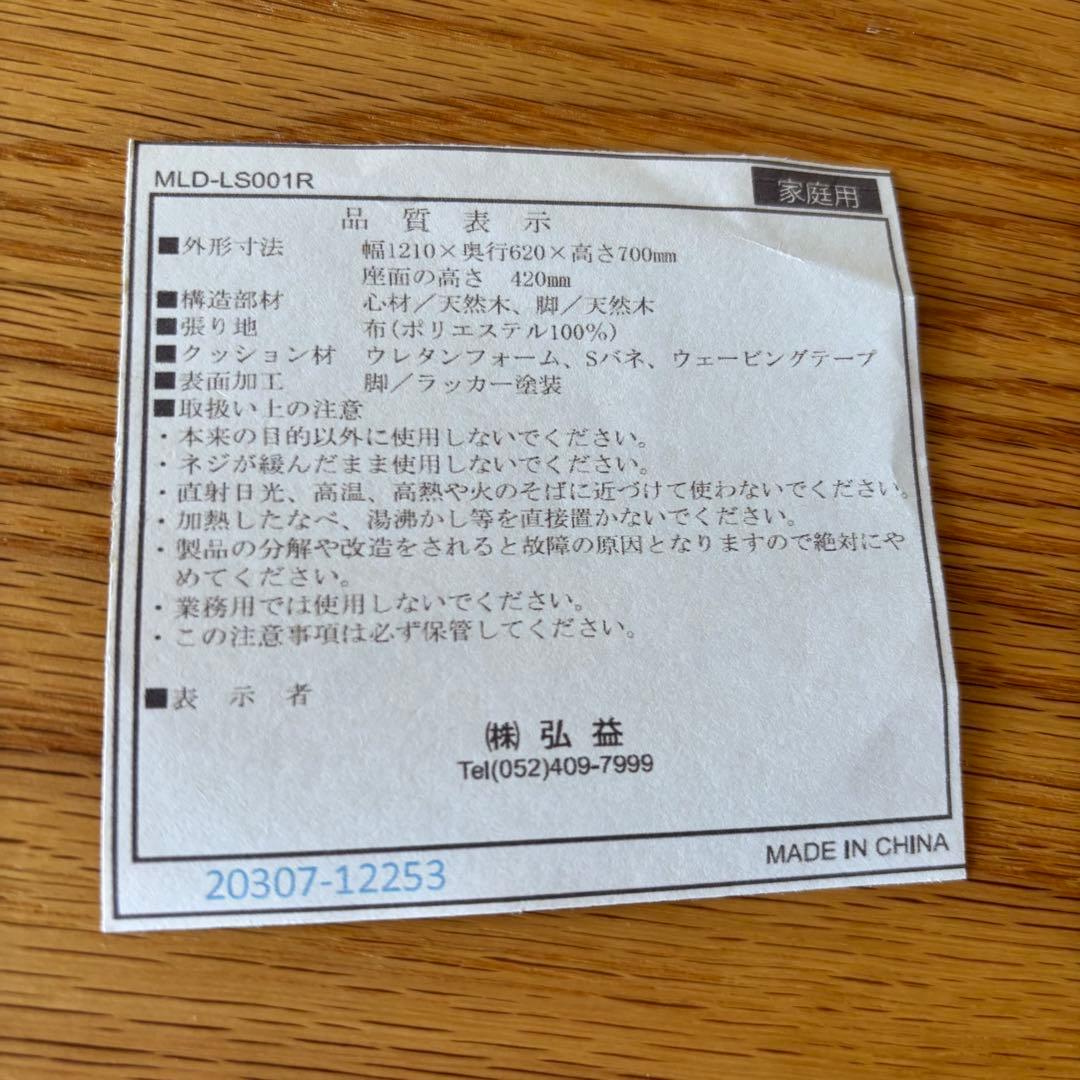 MLD-LS001R 家庭用
品 質 表 示
■外形寸法 幅1210×奥行620×高さ700mm
座面の高さ 420mm
■構造部材 心材／天然木、脚／天然木
■張り地 布(ポリエステル100%)
■クッション材 ウレタンフォーム、Sバネ、ウェービングテープ
■表面加工 脚／ラッカー塗装
■取扱い上の注意
・本来の目的以外に使用しないでください。
・ネジが緩んだまま使用しないでください。
・直射日光、高温、高熱や火のそばに近づけて使わないでください。
・加熱したなべ、湯沸かし等を直接置かないでください。
・製品の分解や改造をされると故障の原因となりますので絶対にや
めてください。
・業務用では使用しないでください。
・この注意事項は必ず保管してください。
■表 示 者
㈱ 弘 益
Tel(052)409-7999
MADE IN CHINA
20307-12253